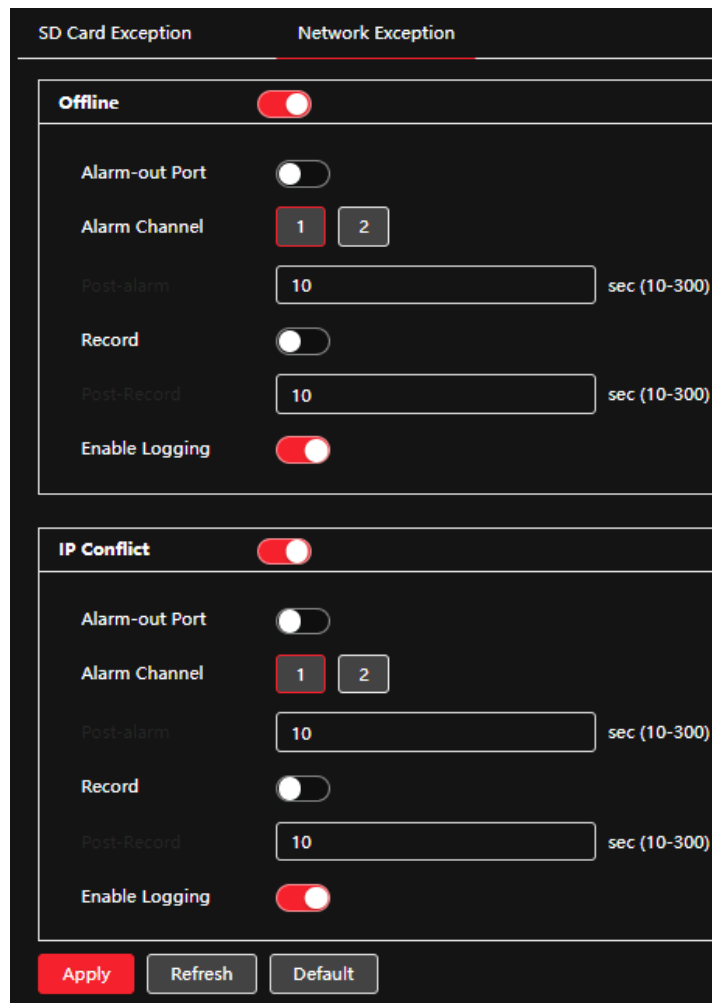 SD Card Exception Network Exception
Offline
Alarm-out Port
Alarm Channel 1 2
Post-alarm 10 sec (10-300)
Record
Post-Record 10 sec (10-300)
Enable Logging
IP Conflict
Alarm-out Port
Alarm Channel 1 2
Post-alarm 10 sec (10-300)
Record
Post-Record 10 sec (10-300)
Enable Logging
Apply Refresh Default